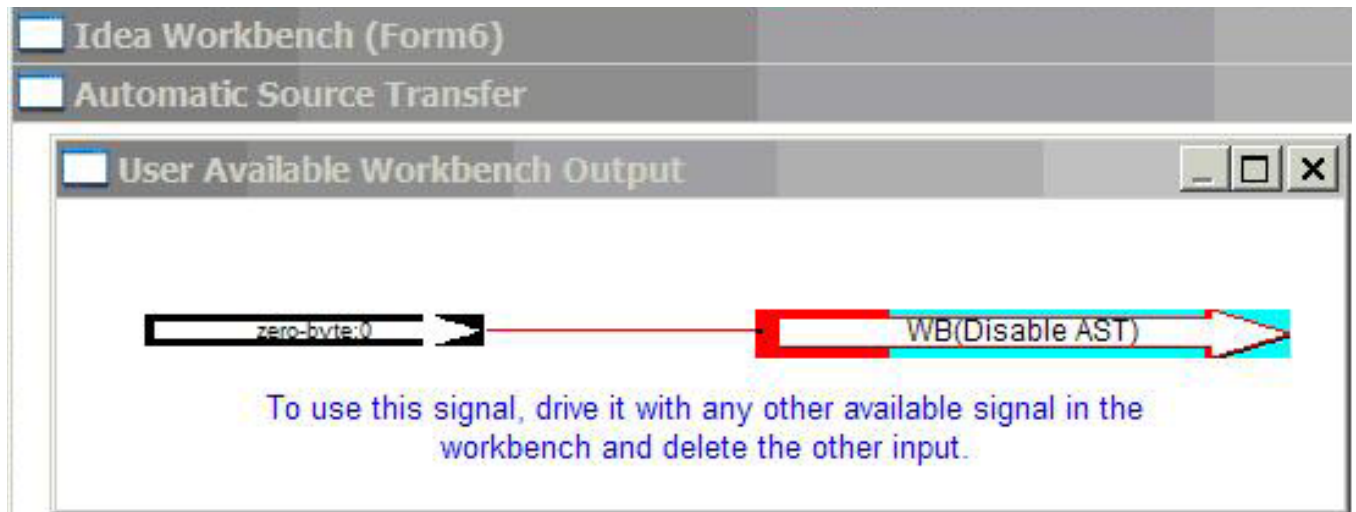 Idea Workbench (Form6)
Automatic Source Transfer
User Available Workbench Output
zero-byte:0
WB(Disable AST)
To use this signal, drive it with any other available signal in the
workbench and delete the other input.